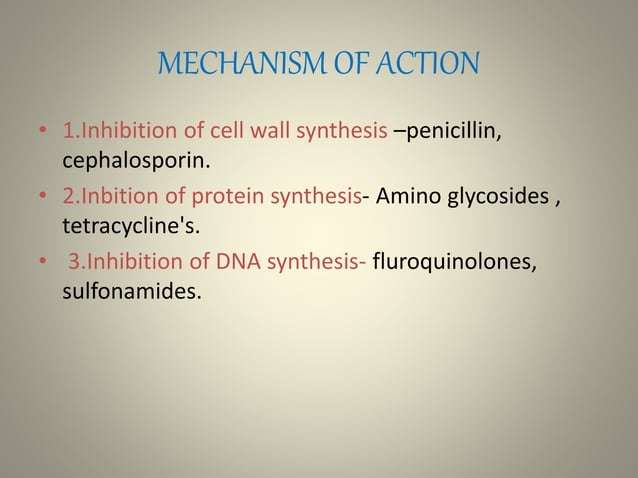 MECHANISM OF ACTION
• 1.Inhibition of cell wall synthesis –penicillin,
cephalosporin.
• 2.Inbition of protein synthesis- Amino glycosides ,
tetracycline's.
• 3.Inhibition of DNA synthesis- fluroquinolones,
sulfonamides.